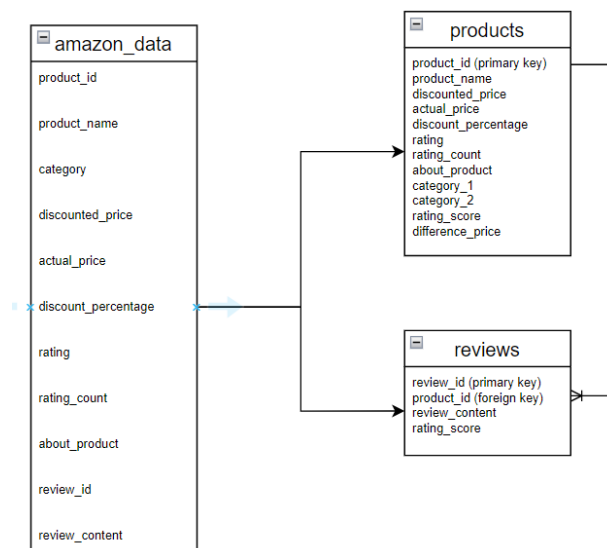 amazon_data
product_id
product_name
category
discounted_price
actual_price
discount_percentage
rating
rating_count
about_product
review_id
review_content
products
product_id (primary key)
product_name
discounted_price
actual_price
discount_percentage
rating
rating_count
about_product
category_1
category_2
rating_score
difference_price
reviews
review_id (primary key)
product_id (foreign key)
review_content
rating_score